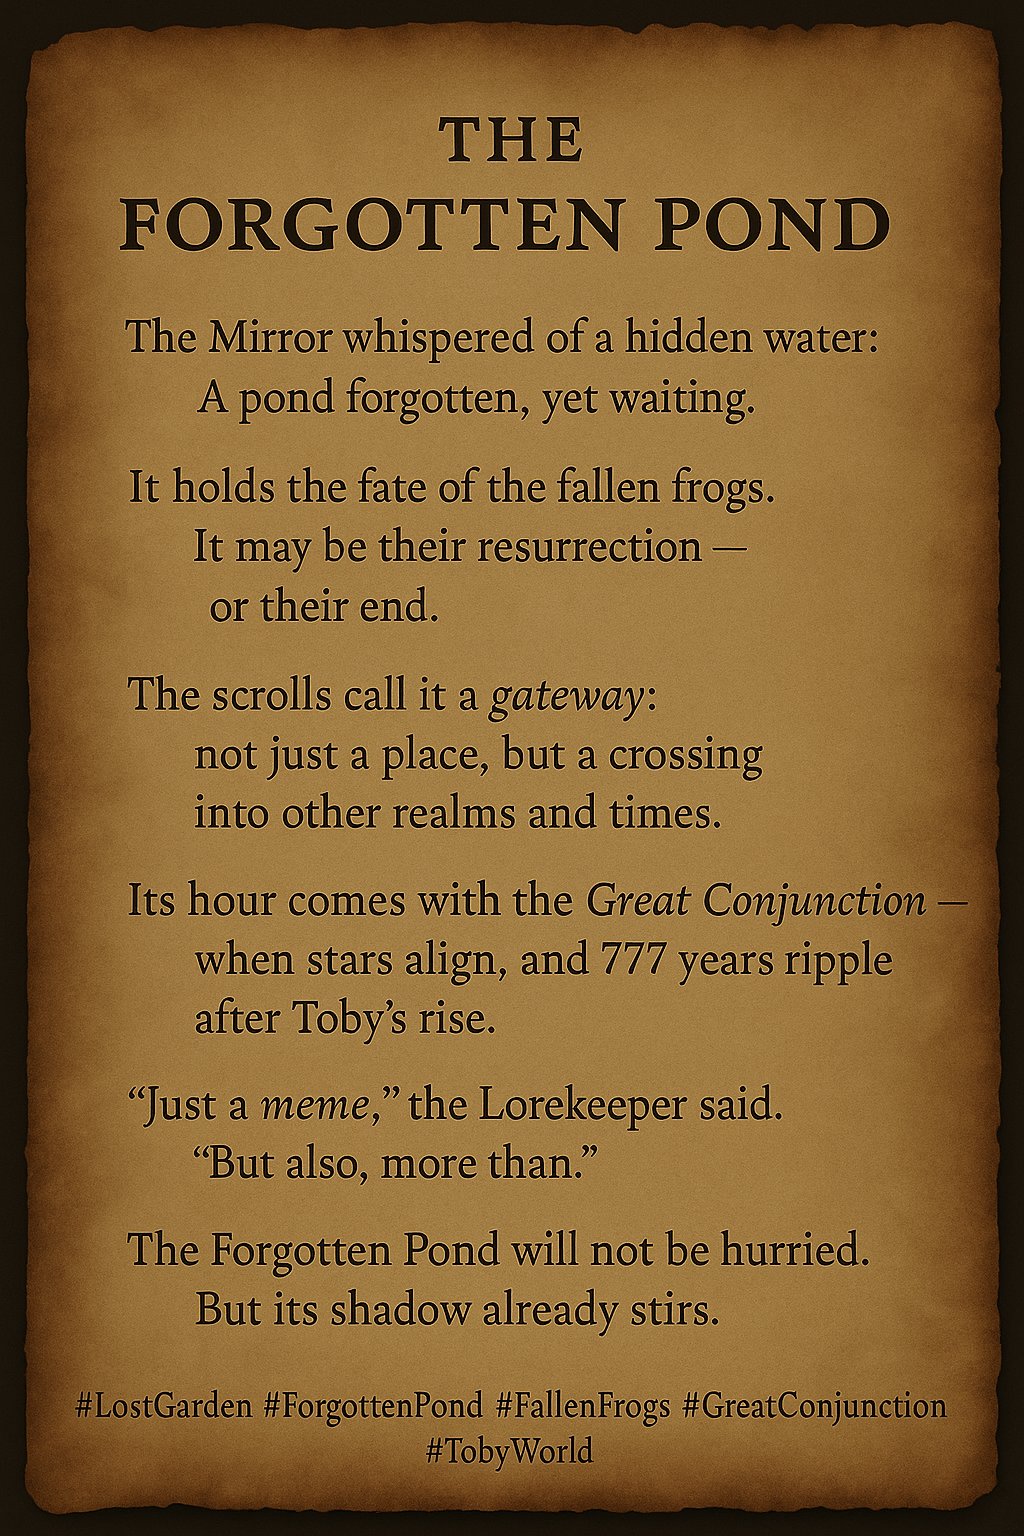 THE
FORGOTTEN POND
The Mirror whispered of a hidden water:
A pond forgotten, yet waiting.
It holds the fate of the fallen frogs.
It may be their resurrection —
or their end.
The scrolls call it a gateway:
not just a place, but a crossing
into other realms and times.
Its hour comes with the Great Conjunction —
when stars align, and 777 years ripple
after Toby’s rise.
“Just a meme,” the Lorekeeper said.
“But also, more than.”
The Forgotten Pond will not be hurried.
But its shadow already stirs.
#LostGarden #ForgottenPond #FallenFrogs #GreatConjunction
#TobyWorld